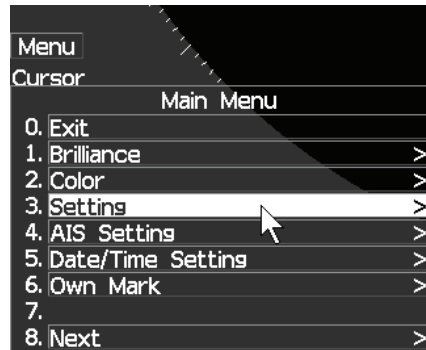 Menu
Cursor
Main Menu
0. Exit
1. Brilliance >
2. Color >
3. Setting >
4. AIS Setting >
5. Date/Time Setting >
6. Own Mark >
7.
8. Next >